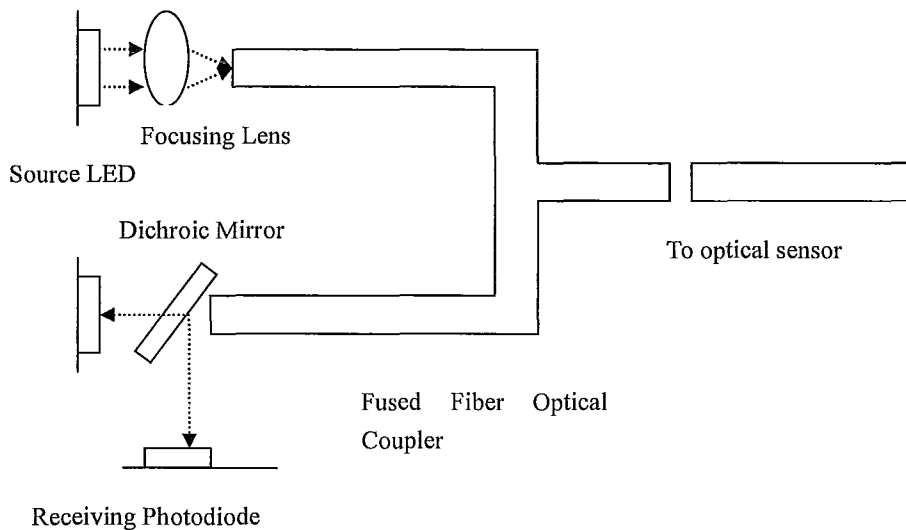 Focusing Lens
Source LED
Dichroic Mirror
To optical sensor
Fused Fiber Optical
Coupler
Receiving Photodiode